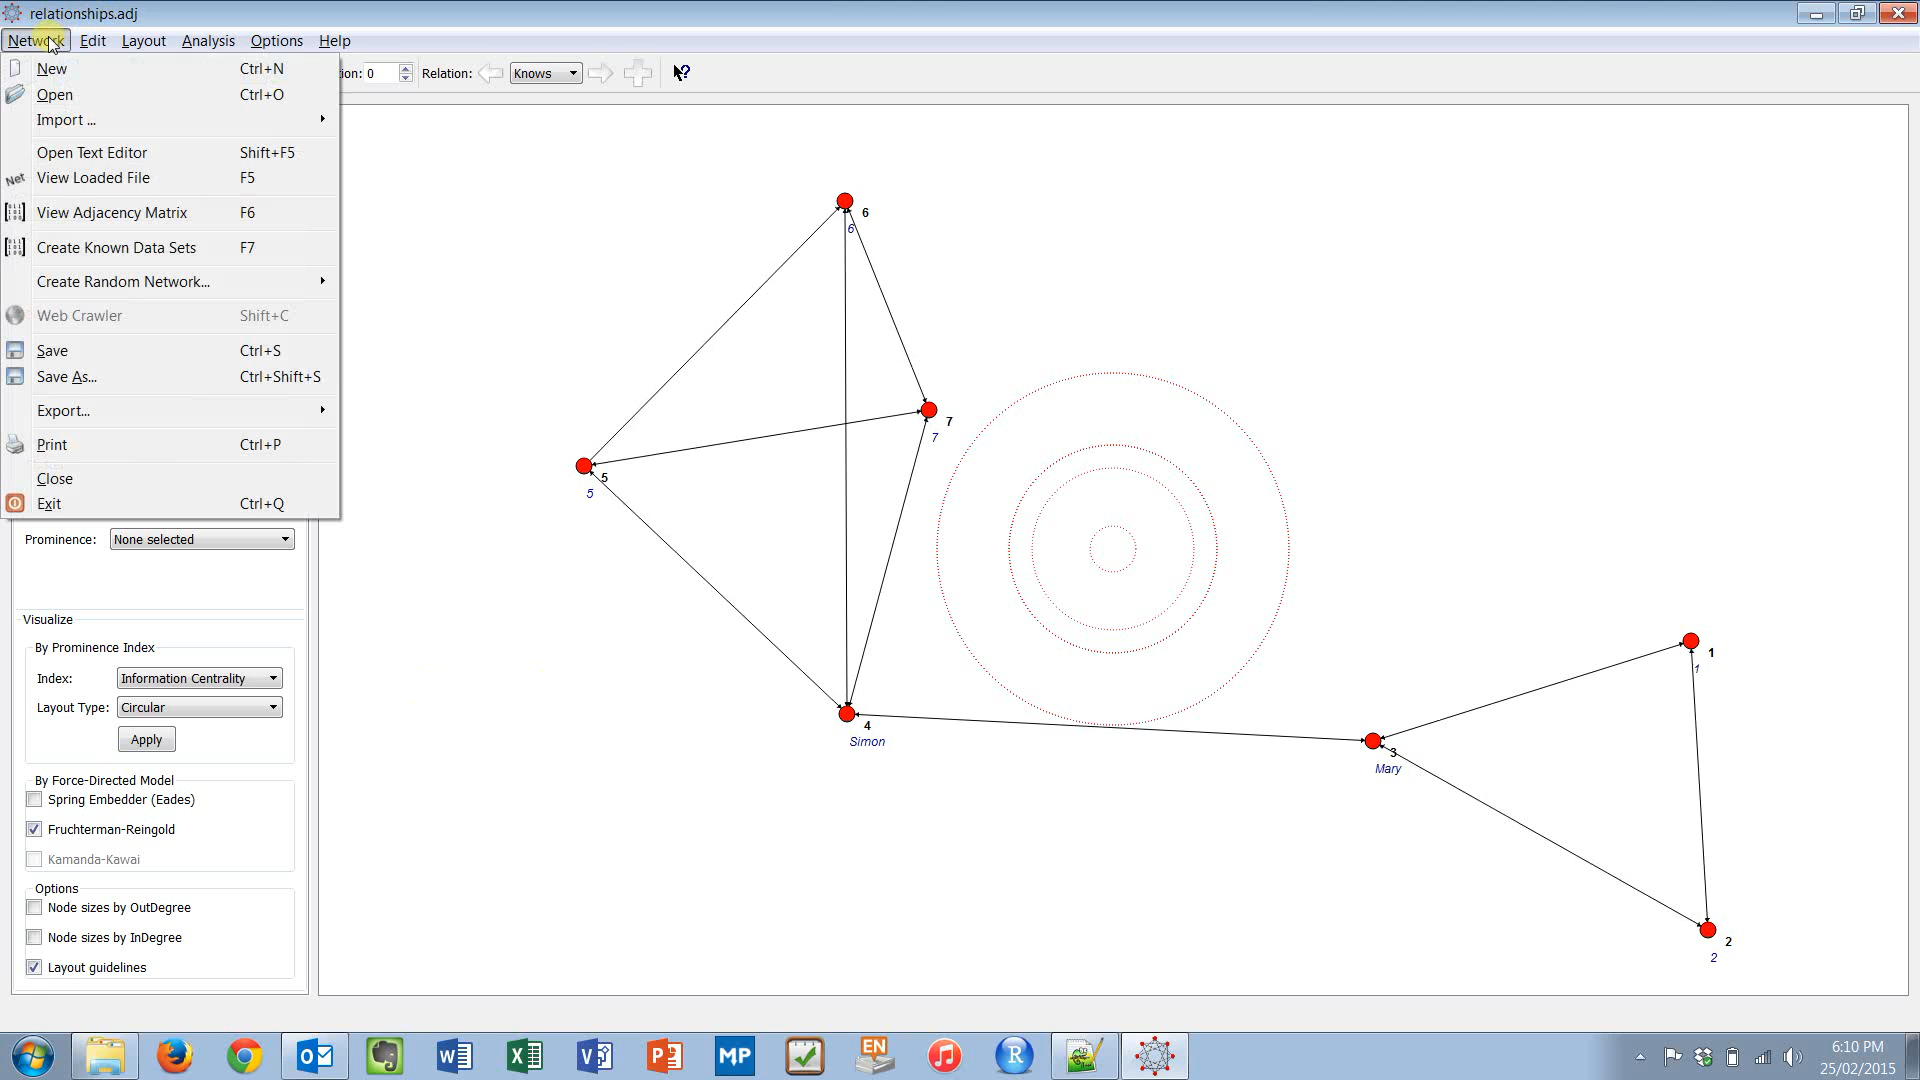 relationships.adj
Network Edit Layout Analysis Options Help
New Ctrl+N
Open Ctrl+O
Import ...
Open Text Editor Shift+F5
Net View Loaded File F5
View Adjacency Matrix F6
Create Known Data Sets F7
Create Random Network...
Web Crawler Shift+C
Save Ctrl+S
Save As... Ctrl+Shift+S
Export...
Print Ctrl+P
Close
Exit Ctrl+Q
ion: 0 Relation: Knows
Prominence: None selected
Visualize
By Prominence Index
Index: Information Centrality
Layout Type: Circular
Apply
By Force-Directed Model
Spring Embedder (Eades)
Fruchterman-Reingold
Kamanda-Kawai
Options
Node sizes by OutDegree
Node sizes by InDegree
Layout guidelines
6
6
7
7
5
5
4
Simon
3
Mary
1
1
2
2
MP
EN
R
6:10 PM
25/02/2015